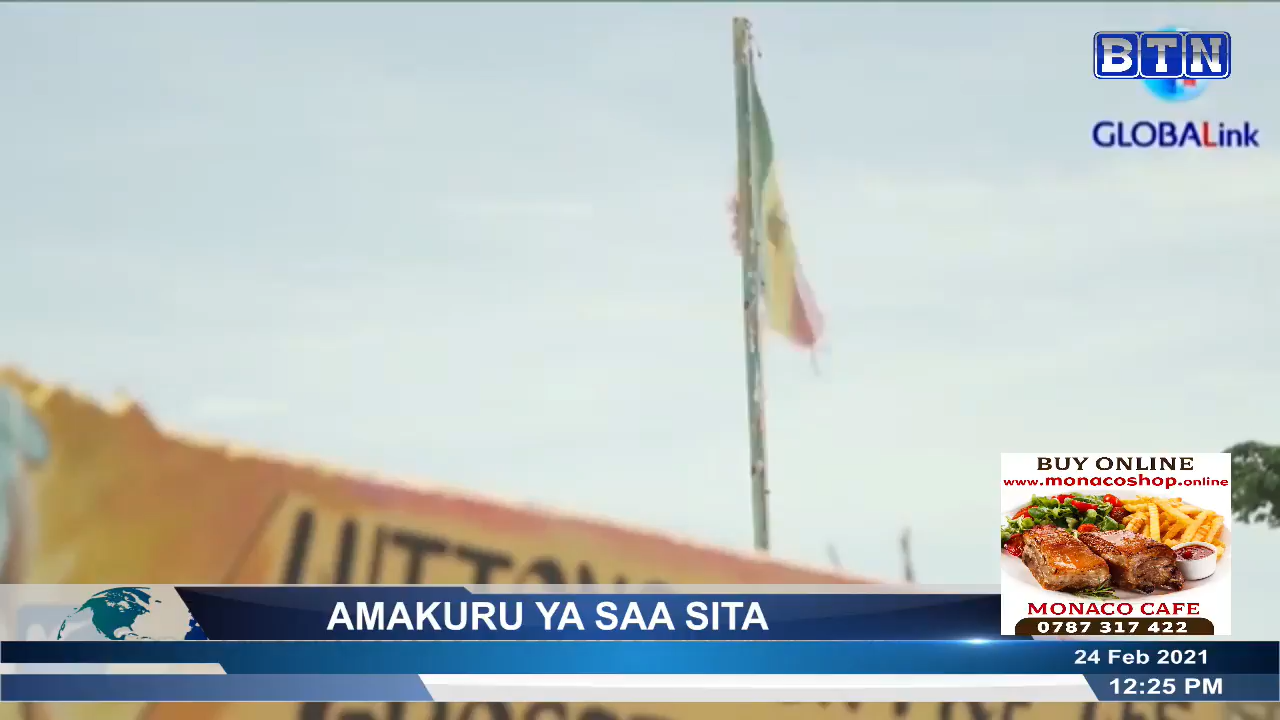 BTN
GLOBALink
BUY ONLINE
www.monacoshop.online
MONACO CAFE
0787 317 422
LUTTONS
AMAKURU YA SAA SITA
24 Feb 2021
12:25 PM